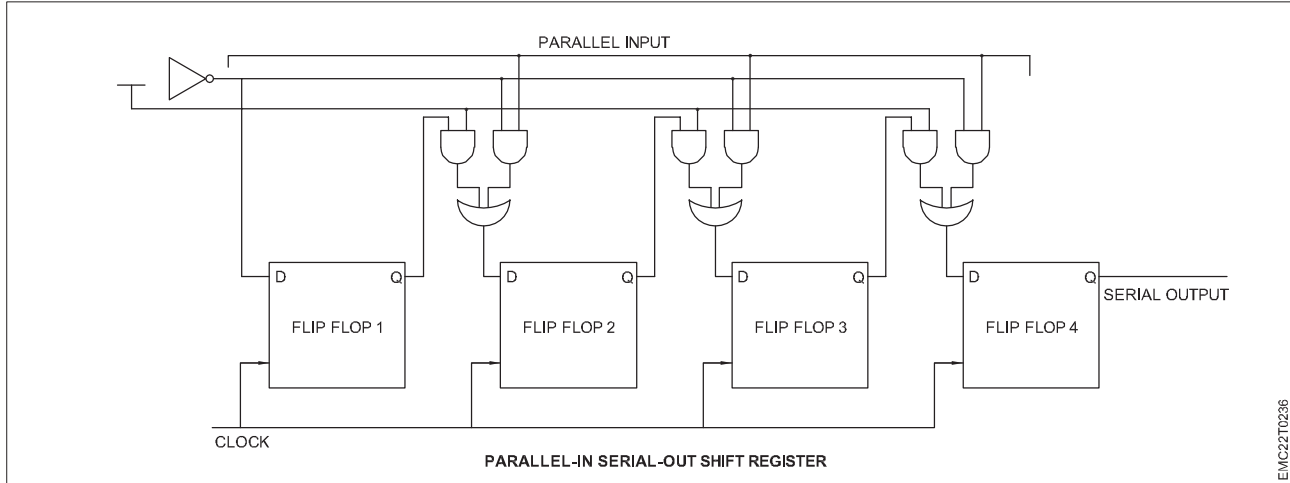 PARALLEL INPUT
D Q
FLIP FLOP 1
D Q
FLIP FLOP 2
D Q
FLIP FLOP 3
D Q
FLIP FLOP 4
SERIAL OUTPUT
CLOCK
PARALLEL-IN SERIAL-OUT SHIFT REGISTER
EMC22T0236